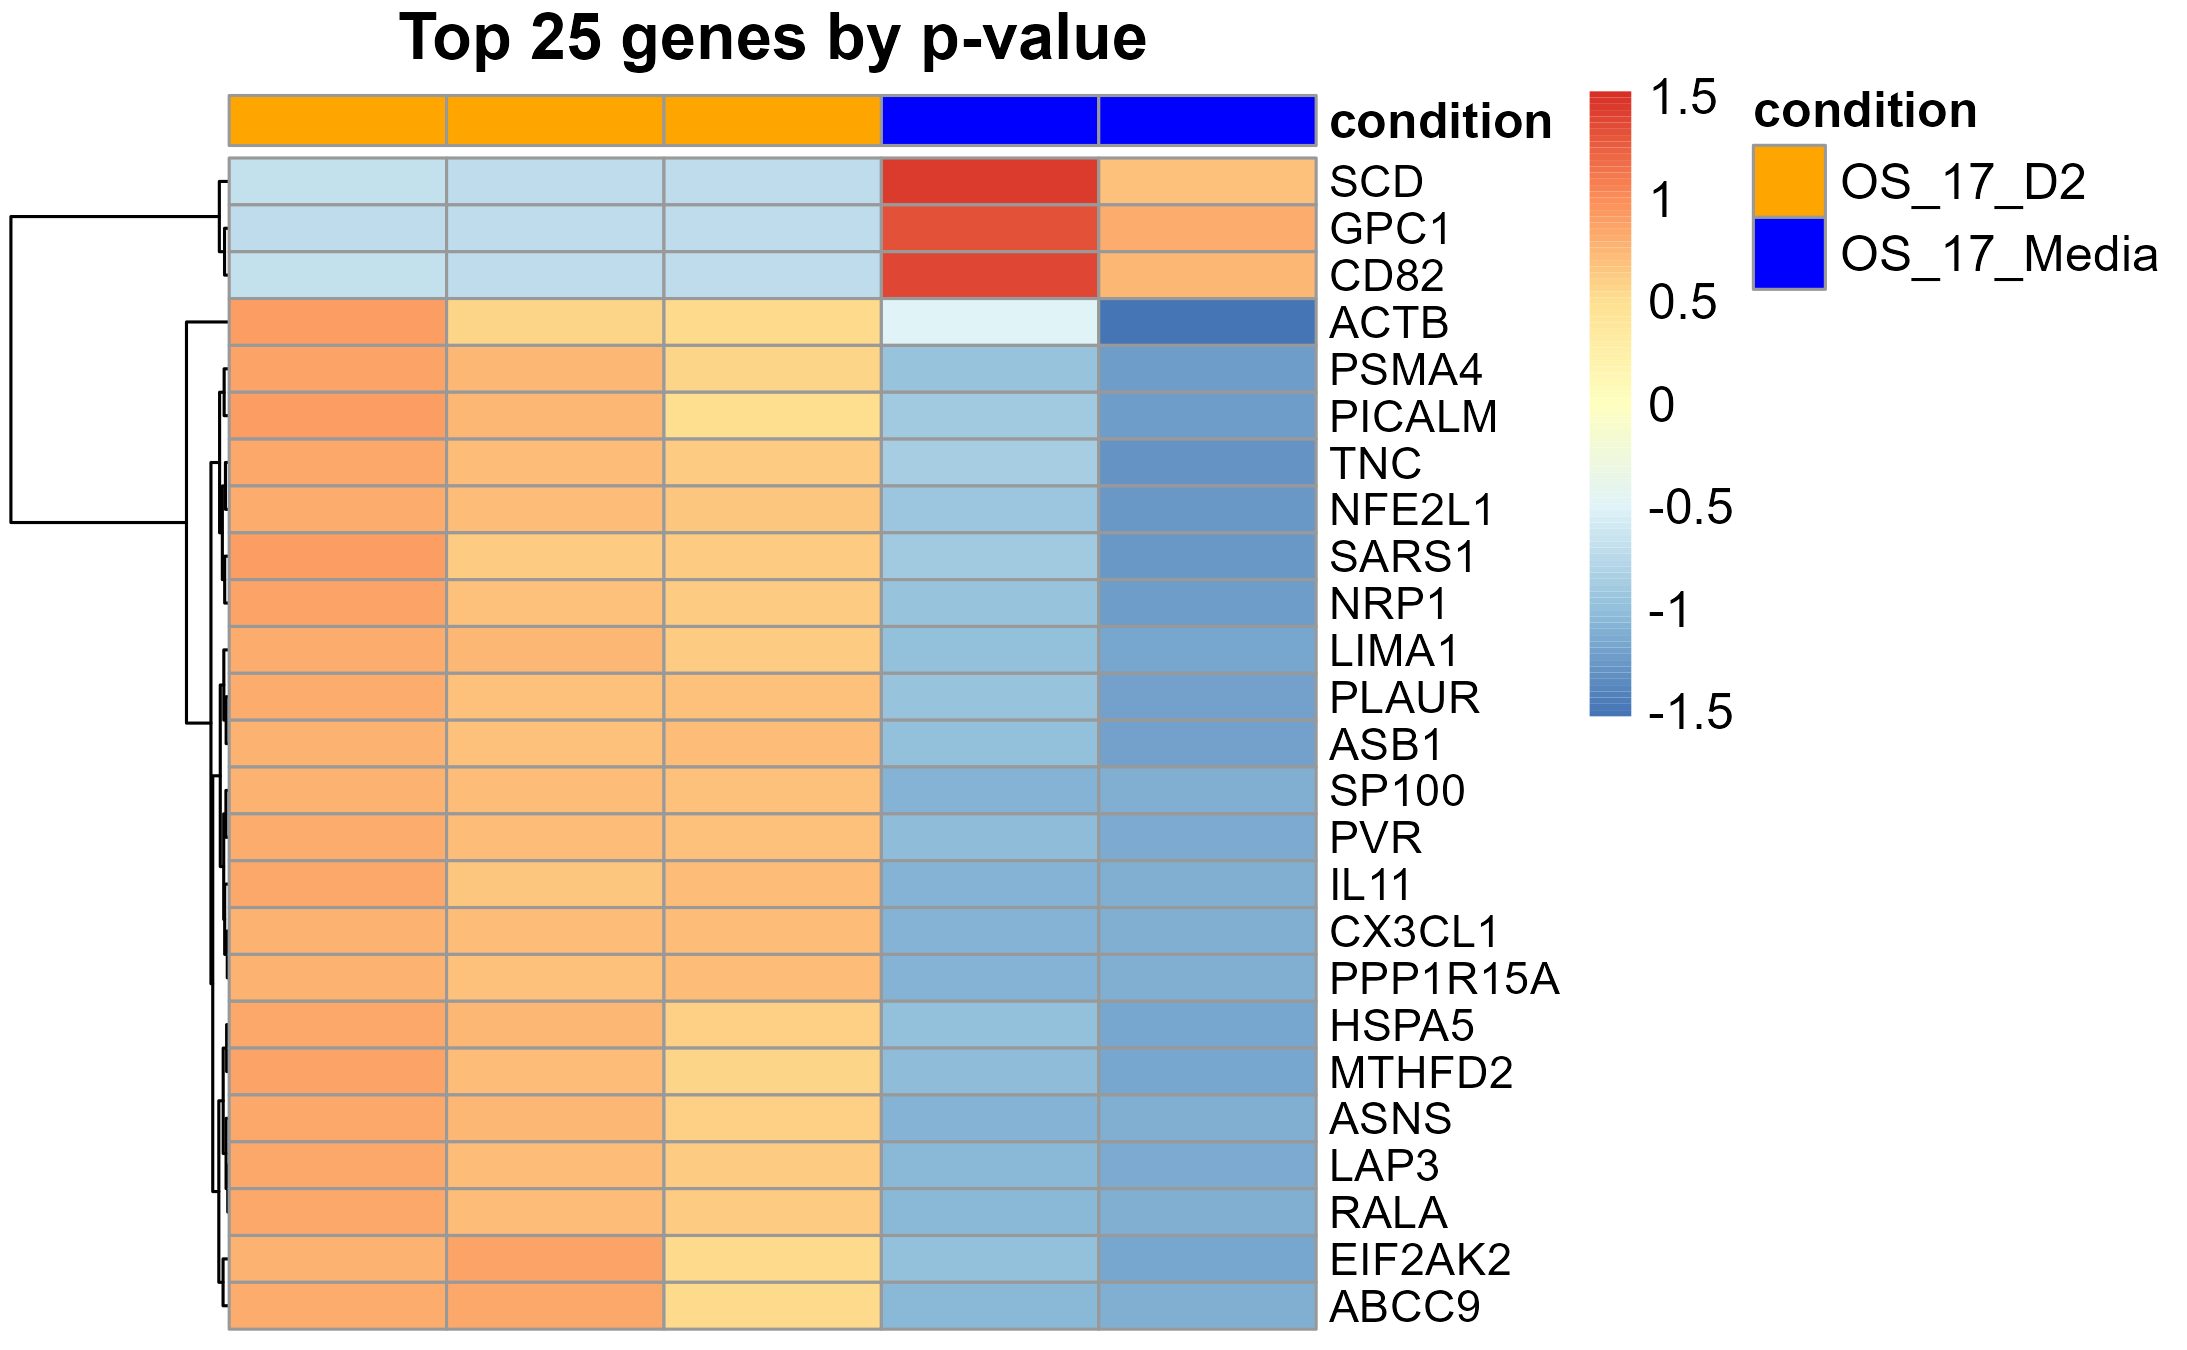 Top 25 genes by p-value
condition
SCD
GPC1
CD82
ACTB
PSMA4
PICALM
TNC
NFE2L1
SARS1
NRP1
LIMA1
PLAUR
ASB1
SP100
PVR
IL11
CX3CL1
PPP1R15A
HSPA5
MTHFD2
ASNS
LAP3
RALA
EIF2AK2
ABCC9
1.5
1
0.5
0
-0.5
-1
-1.5
condition
OS_17_D2
OS_17_Media